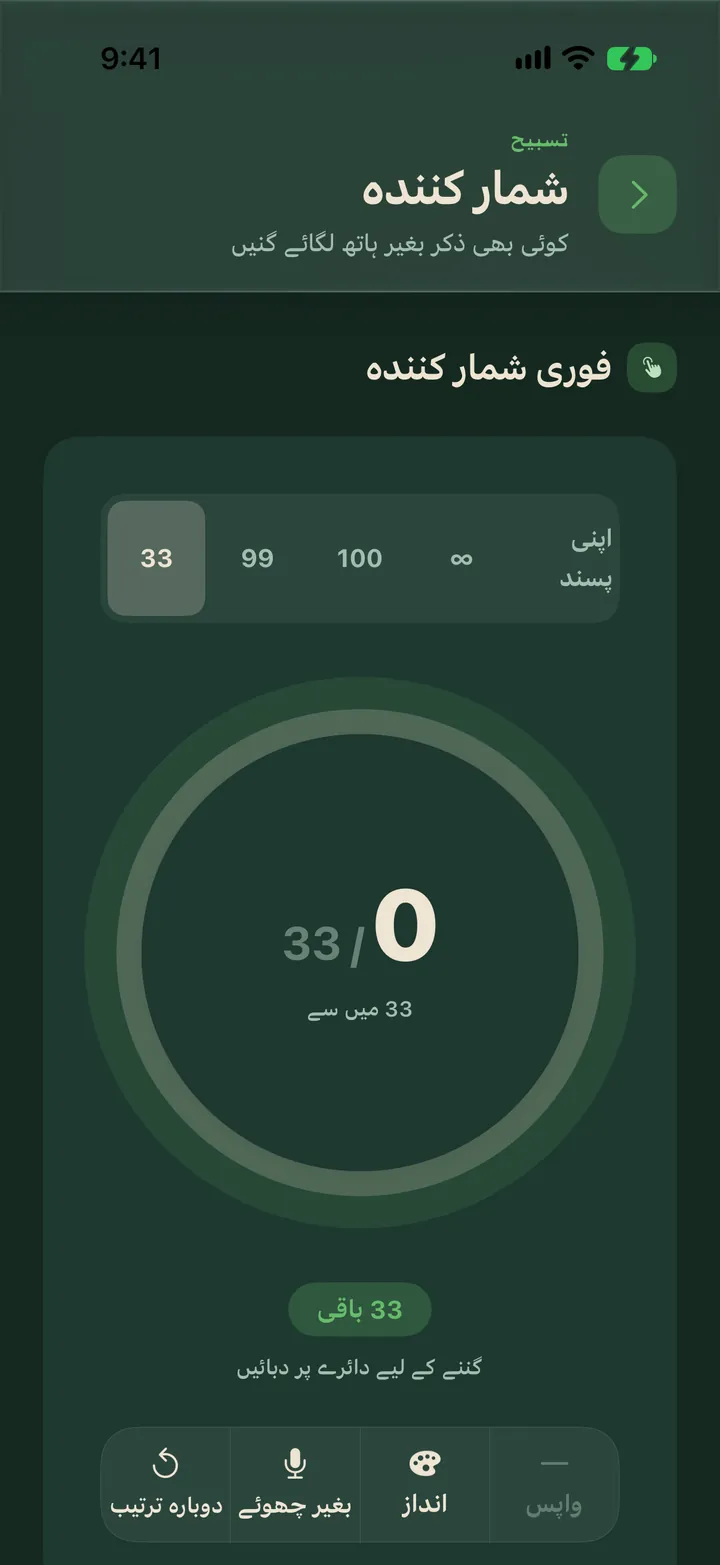 9:41
تسبیح
شمار کننده
کوئی بھی ذکر بغیر ہاتھ لگائے گنیں
فوری شمار کننده
33 99 100 ∞ اپنی پسند
0/33
33 میں سے
33 باقی
گننے کے لیے دائرے پر دبائیں
واپس انداز بغیر چھوئے دوبارہ ترتیب